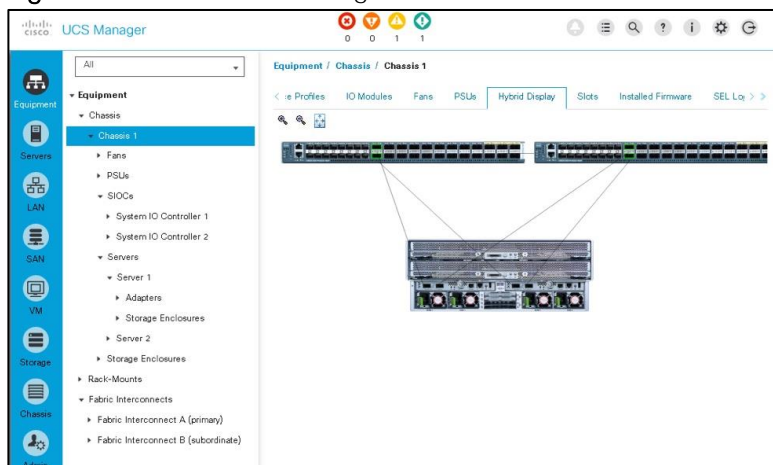 CISCO
UCS Manager
0 0 1 1
All
Equipment / Chassis / Chassis 1
Equipment
Servers
LAN
SAN
VM
Storage
Chassis
Equipment
Chassis
Chassis 1
Fans
PSUs
SIOCs
System IO Controller 1
System IO Controller 2
Servers
Server 1
Adapters
Storage Enclosures
Server 2
Storage Enclosures
Rack-Mounts
Fabric Interconnects
Fabric Interconnect A (primary)
Fabric Interconnect B (subordinate)
< Profiles IO Modules Fans PSUs Hybrid Display Slots Installed Firmware SEL > >